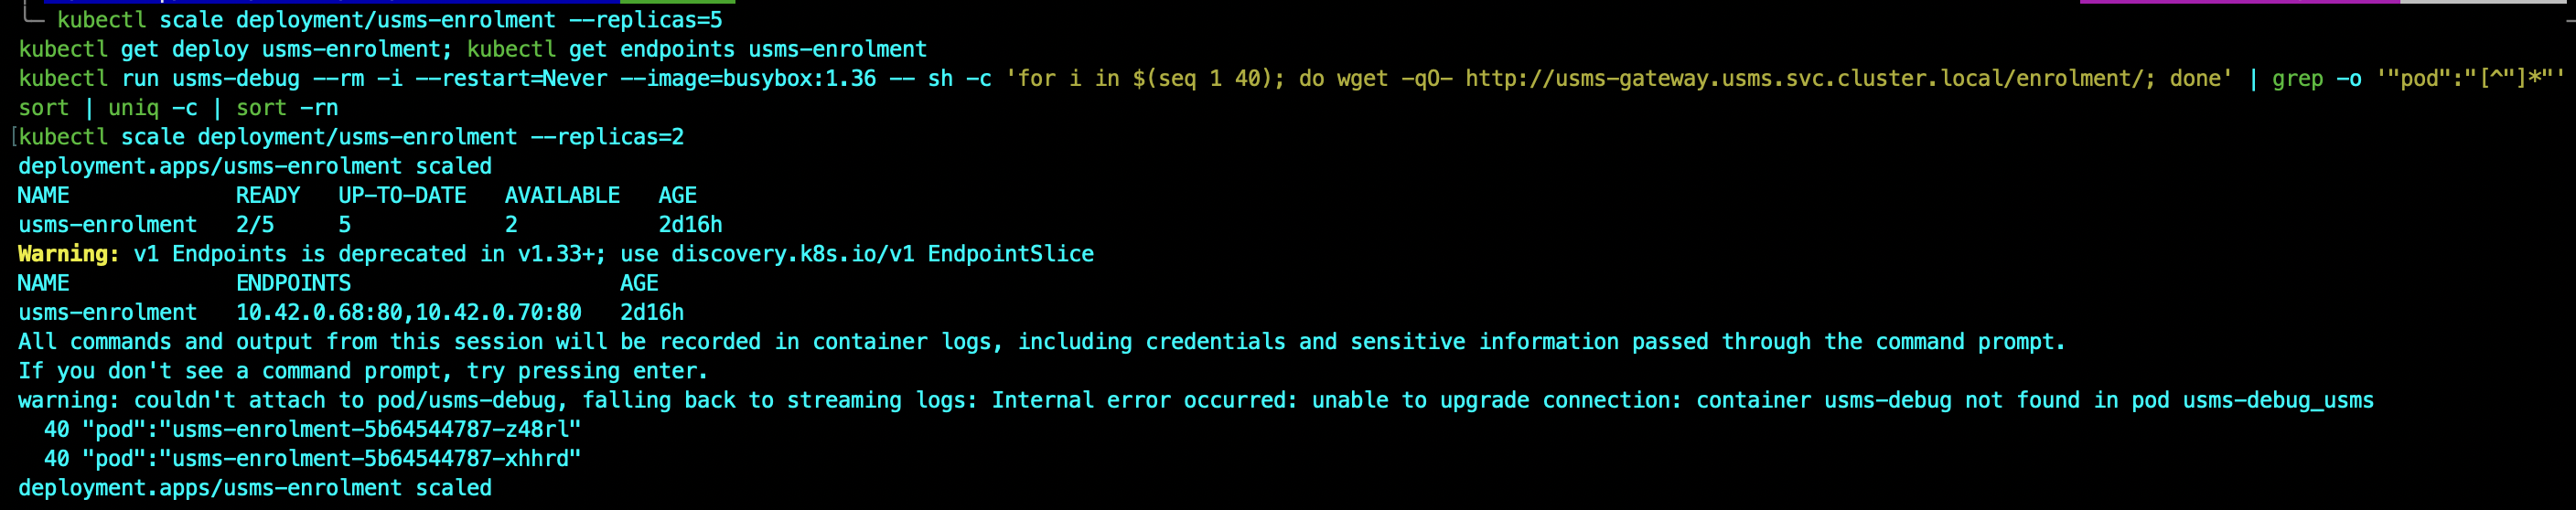 kubectl scale deployment/usms-enrolment --replicas=5
kubectl get deploy usms-enrolment; kubectl get endpoints usms-enrolment
kubectl run usms-debug --rm -i --restart=Never --image=busybox:1.36 -- sh -c 'for i in $(seq 1 40); do wget -qO- http://usms-gateway.usms.svc.cluster.local/enrolment/; done' | grep -o '"pod":"[^"]*"'
sort | uniq -c | sort -rn
kubectl scale deployment/usms-enrolment --replicas=2
deployment.apps/usms-enrolment scaled
NAME             READY   UP-TO-DATE   AVAILABLE   AGE
usms-enrolment   2/5     5            2           2d16h
Warning: v1 Endpoints is deprecated in v1.33+; use discovery.k8s.io/v1 EndpointSlice
NAME             ENDPOINTS                     AGE
usms-enrolment   10.42.0.68:80,10.42.0.70:80   2d16h
All commands and output from this session will be recorded in container logs, including credentials and sensitive information passed through the command prompt.
If you don't see a command prompt, try pressing enter.
warning: couldn't attach to pod/usms-debug, falling back to streaming logs: Internal error occurred: unable to upgrade connection: container usms-debug not found in pod usms-debug_usms
  40 "pod":"usms-enrolment-5b64544787-z48rl"
  40 "pod":"usms-enrolment-5b64544787-xhhrd"
deployment.apps/usms-enrolment scaled